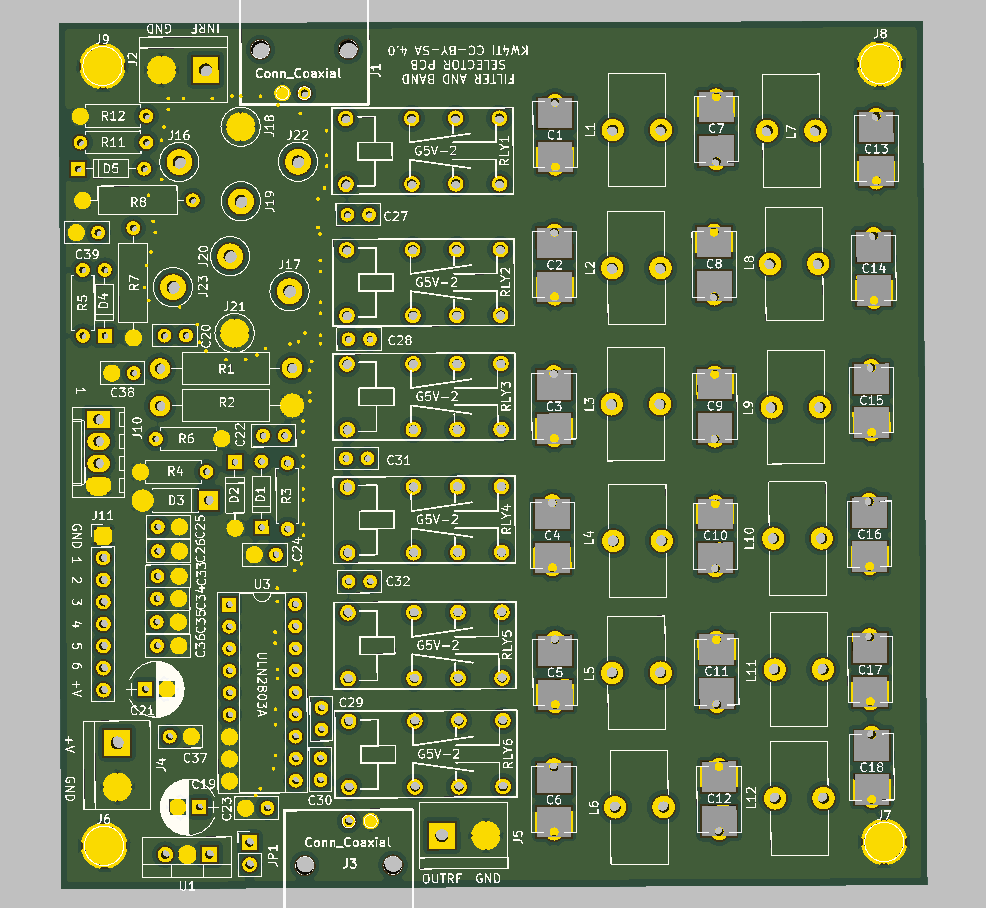 J9
GND
INRF
J2
J1
Conn_Coaxial
KW4TI CC-BY-SA 4.0
SELECTOR PCB
FILTER AND BAND
J8
R12
R11
D5
R8
J16
J18
J22
J19
J20
J23
J17
J21
C39
R5
D4
R7
C20
C38
R1
R2
1
J10
R6
C22
R4
D3
D2
D1
R3
C24
J11
GND
1
2
3
4
5
6
+V
C25
C26
C33
C34
C35
C36
U3
ULN2803A
C21
C37
J4
+V
GND
C19
C23
C29
C30
J6
U1
JP1
Conn_Coaxial
J3
J5
OUTRF GND
G5V-2
RLY1
C27
G5V-2
RLY2
C28
G5V-2
RLY3
C31
G5V-2
RLY4
C32
G5V-2
RLY5
G5V-2
RLY6
C1
L1
C7
L7
C13
C2
L2
C8
L8
C14
C3
L3
C9
L9
C15
C4
L4
C10
L10
C16
C5
L5
C11
L11
C17
C6
L6
C12
L12
C18
J7